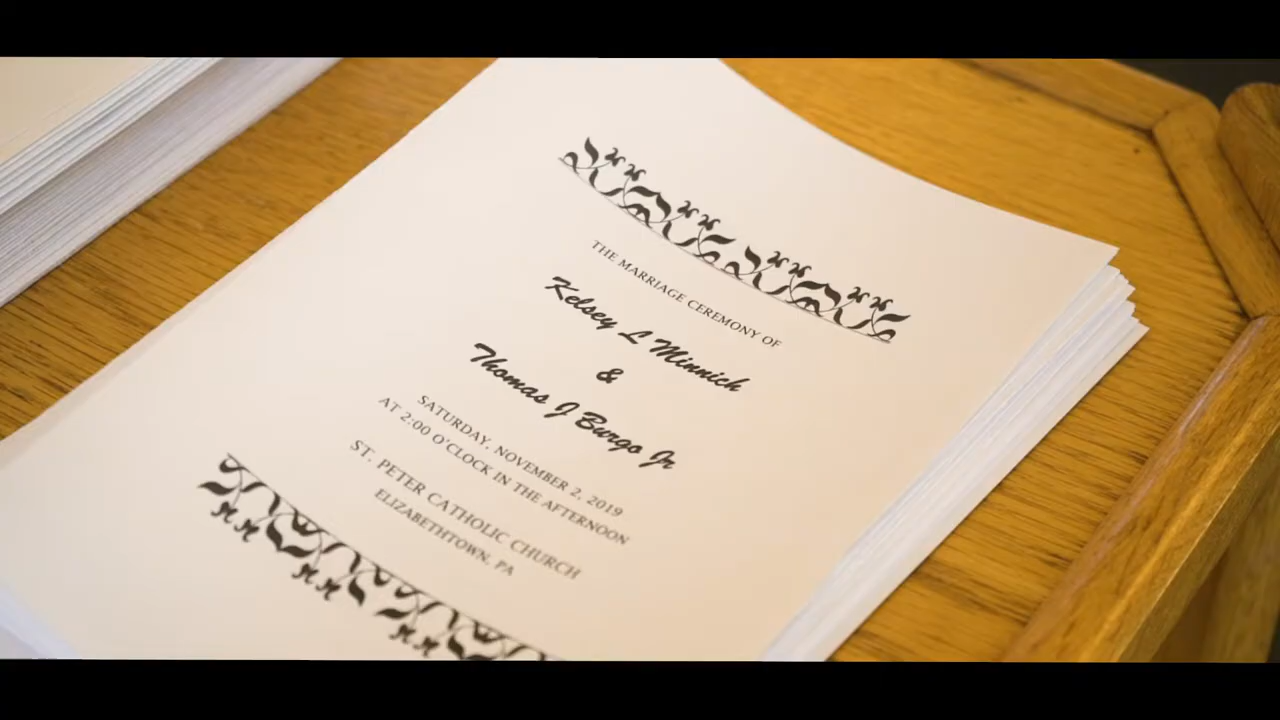 THE MARRIAGE CEREMONY OF
Kelsey L Minnich
&
Thomas J Burgo Jr
SATURDAY, NOVEMBER 2, 2019
AT 2:00 O'CLOCK IN THE AFTERNOON
ST. PETER CATHOLIC CHURCH
ELIZABETHTOWN, PA